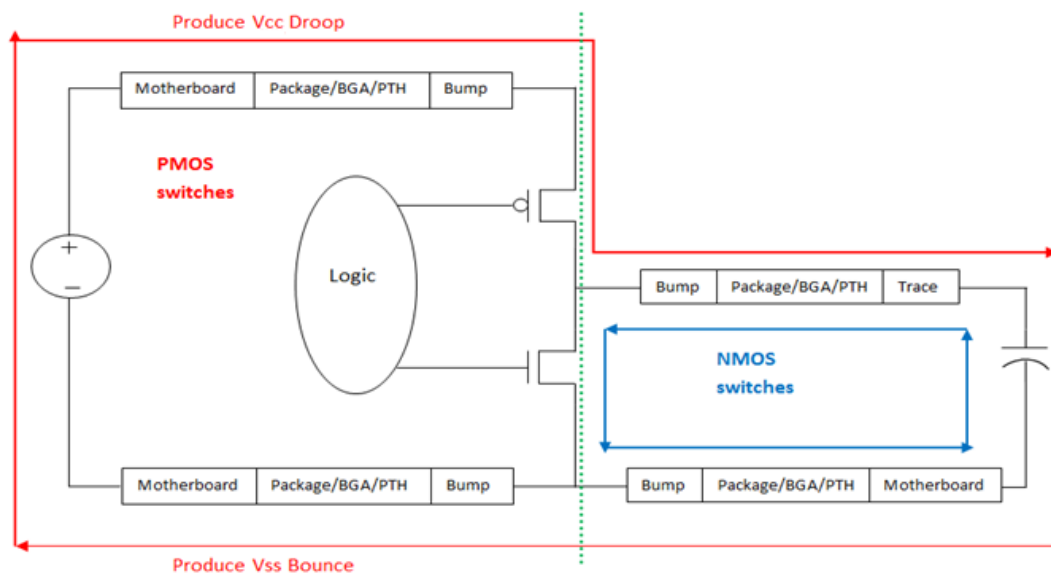 Produce Vcc Droop
Motherboard Package/BGA/PTH Bump
PMOS
switches
+
−
Logic
Bump Package/BGA/PTH Trace
NMOS
switches
Motherboard Package/BGA/PTH Bump
Bump Package/BGA/PTH Motherboard
Produce Vss Bounce